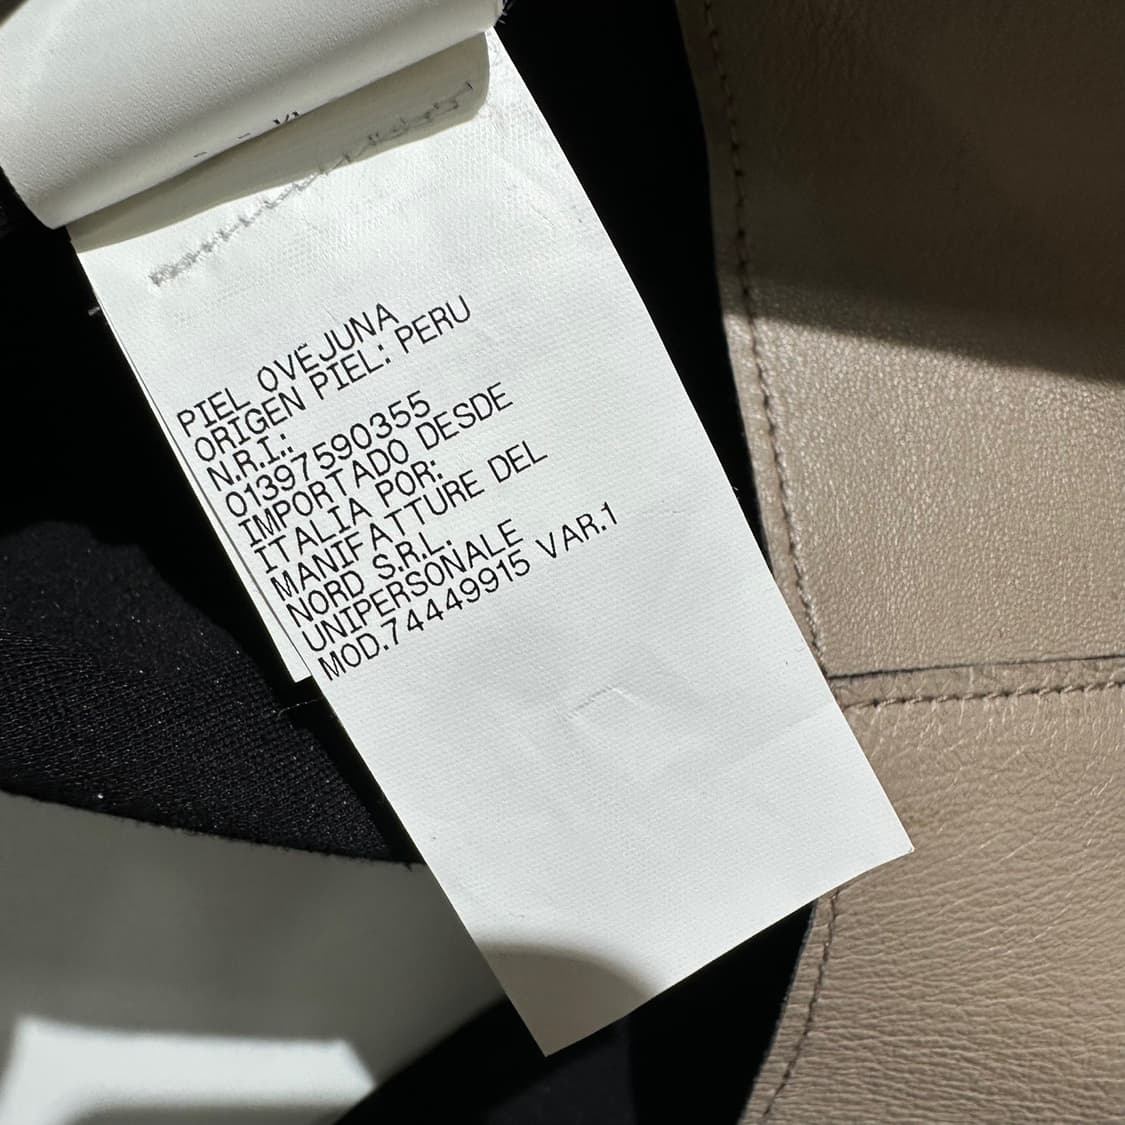 PIEL OVEJUNA
ORIGEN PIEL: PERU
N.R.I.:
01397590355
IMPORTADO DESDE
ITALIA POR:
MANIFATTURE DEL
NORD S.R.L.
UNIPERSONALE
MOD.74449915 VAR.1